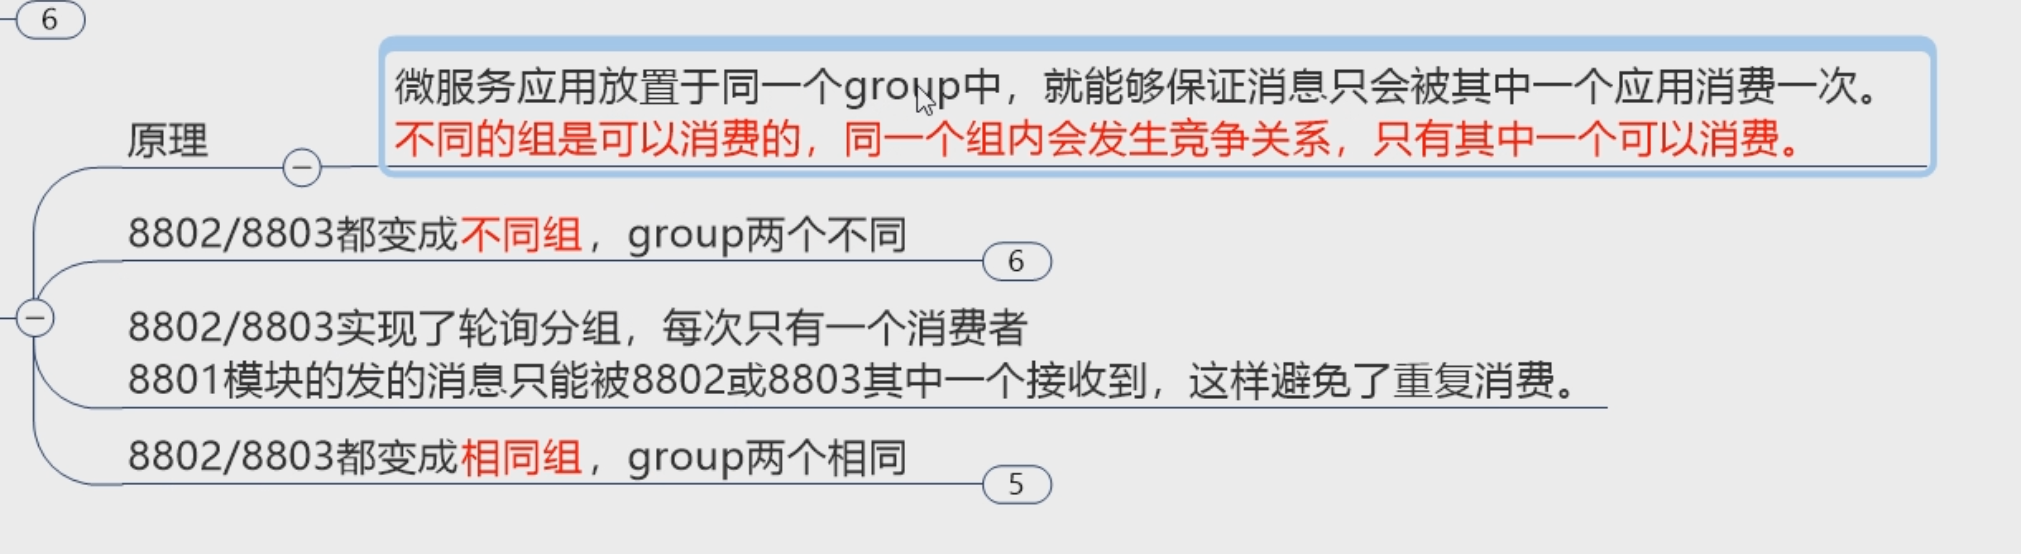 6
微服务应用放置于同一个group中，就能够保证消息只会被其中一个应用消费一次。
不同的组是可以消费的，同一个组内会发生竞争关系，只有其中一个可以消费。
原理
8802/8803都变成不同组，group两个不同
6
8802/8803实现了轮询分组，每次只有一个消费者
8801模块的发的消息只能被8802或8803其中一个接收到，这样避免了重复消费。
8802/8803都变成相同组，group两个相同
5